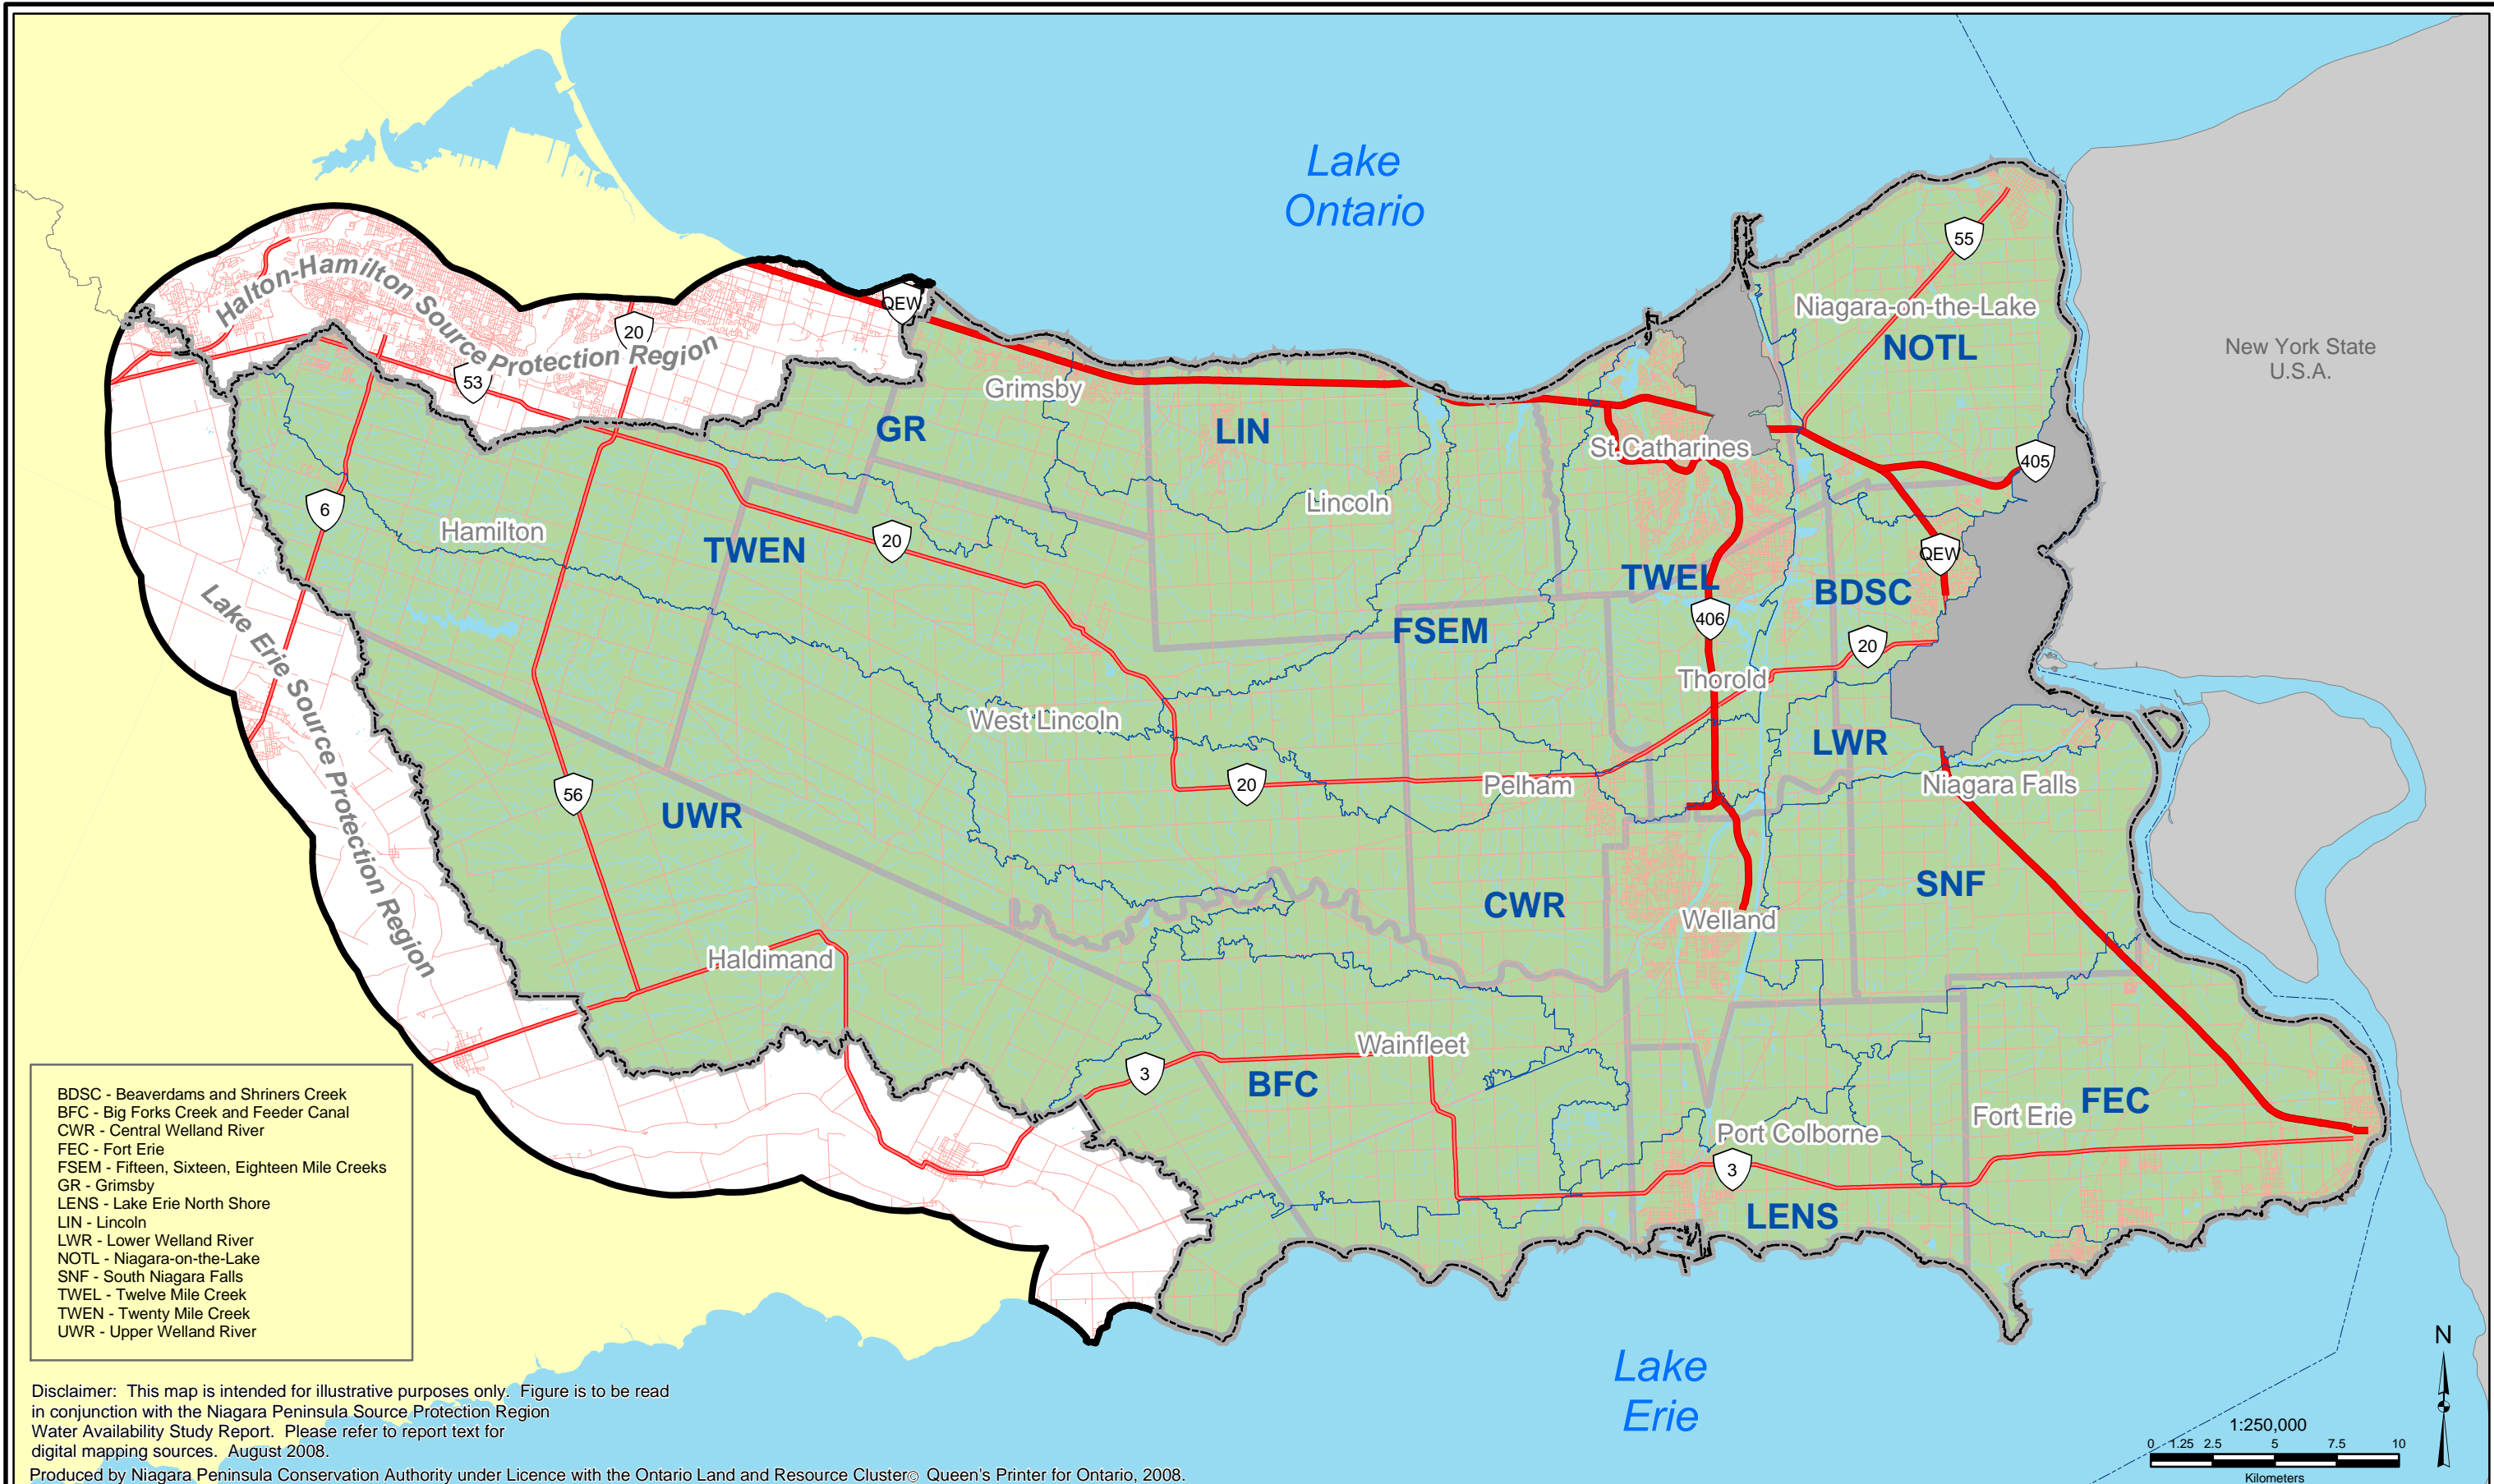 Lake
Ontario
New York State
U.S.A.
Halton-Hamilton Source Protection Region
Lake Erie Source Protection Region
QEW
20
53
6
20
56
20
3
55
405
QEW
406
20
3
Niagara-on-the-Lake
NOTL
Grimsby
GR
LIN
Lincoln
St.Catharines
Hamilton
TWEN
TWEL
BDSC
FSEM
Thorold
West Lincoln
LWR
Pelham
Niagara Falls
UWR
CWR
SNF
Welland
Haldimand
Wainfleet
BFC
Fort Erie
FEC
Port Colborne
LENS
Lake
Erie
BDSC - Beaverdams and Shriners Creek
BFC - Big Forks Creek and Feeder Canal
CWR - Central Welland River
FEC - Fort Erie
FSEM - Fifteen, Sixteen, Eighteen Mile Creeks
GR - Grimsby
LENS - Lake Erie North Shore
LIN - Lincoln
LWR - Lower Welland River
NOTL - Niagara-on-the-Lake
SNF - South Niagara Falls
TWEL - Twelve Mile Creek
TWEN - Twenty Mile Creek
UWR - Upper Welland River
Disclaimer: This map is intended for illustrative purposes only. Figure is to be read
in conjunction with the Niagara Peninsula Source Protection Region
Water Availability Study Report. Please refer to report text for
digital mapping sources. August 2008.
Produced by Niagara Peninsula Conservation Authority under Licence with the Ontario Land and Resource Cluster© Queen's Printer for Ontario, 2008.
N
1:250,000
0 1.25 2.5 5 7.5 10
Kilometers